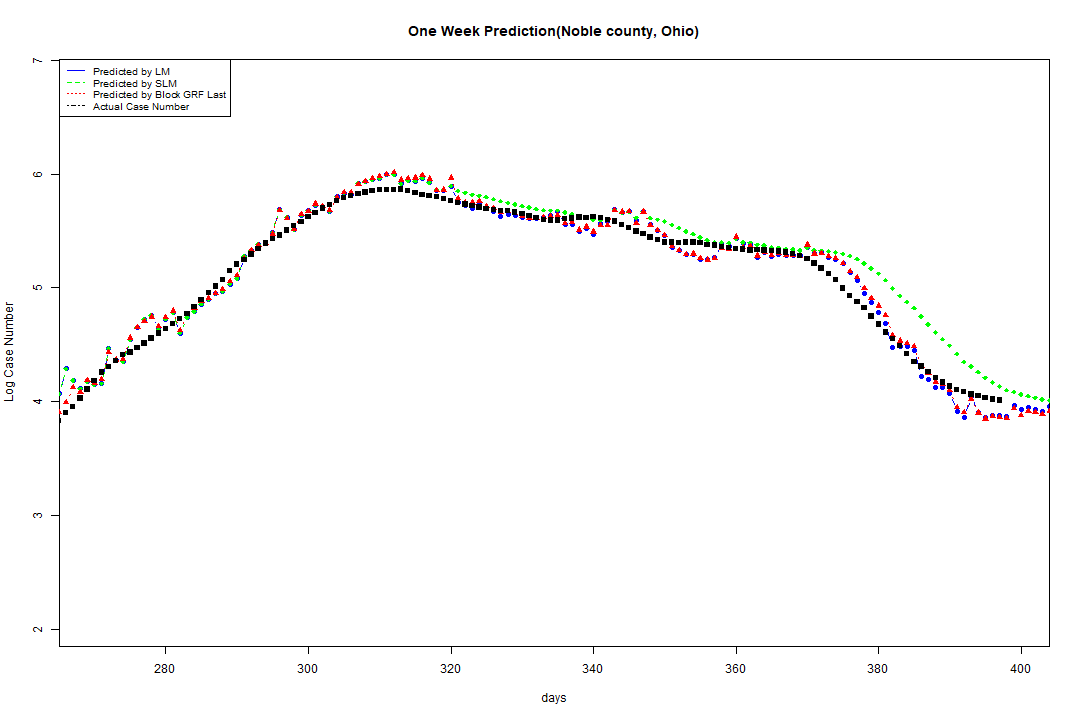 One Week Prediction(Noble county, Ohio)
Predicted by LM
Predicted by SLM
Predicted by Block GRF Last
Actual Case Number
7
6
5
4
3
2
Log Case Number
280 300 320 340 360 380 400
days